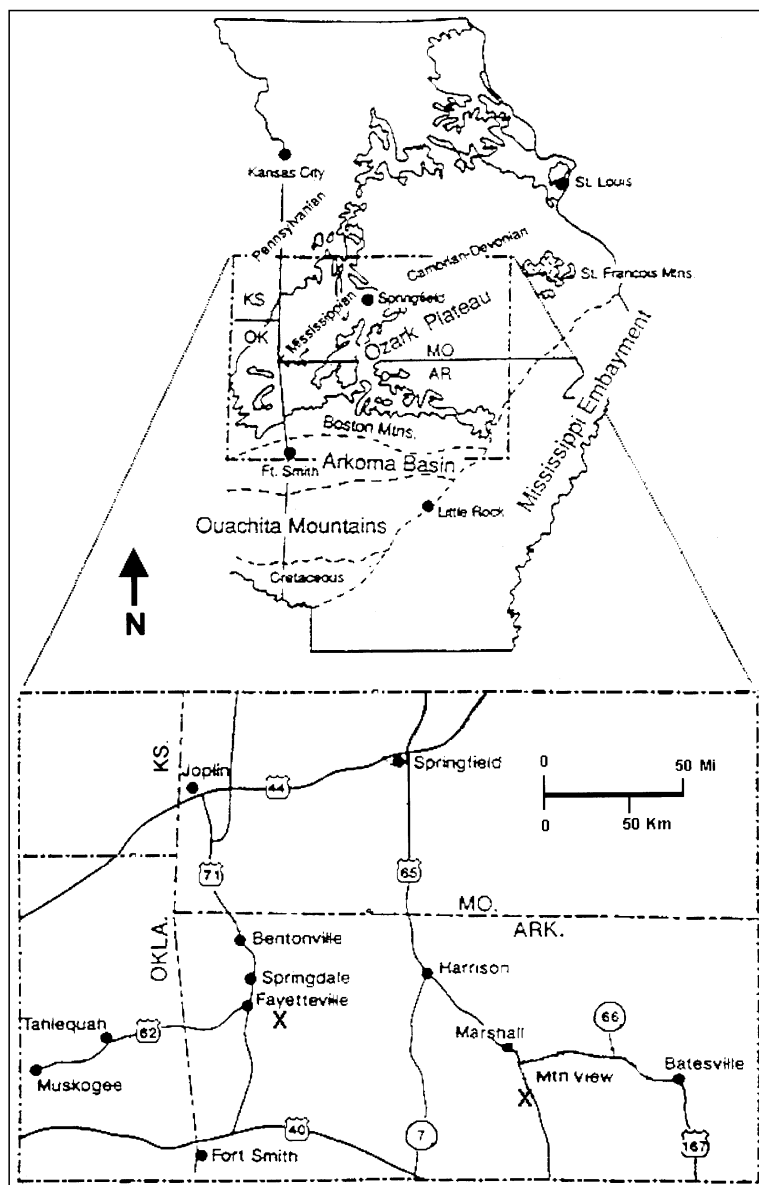 Kansas City
St. Louis
Pennsylvanian
Cambrian-Devonian
St. Francois Mtns.
KS
Springfield
Mississippian
OK
Ozark Plateau
MO
AR
Mississippi Embayment
Boston Mtns.
Ft. Smith
Arkoma Basin
Little Rock
Ouachita Mountains
Cretaceous
N
KS.
Joplin
Springfield
0 50 Mi
44
0 50 Km
71
65
MO.
ARK.
OKLA.
Bentonville
Springdale
Harrison
Fayetteville
X
Tahlequah
62
Marshall
66
Mtn View
Batesville
Muskogee
X
40
7
167
Fort Smith